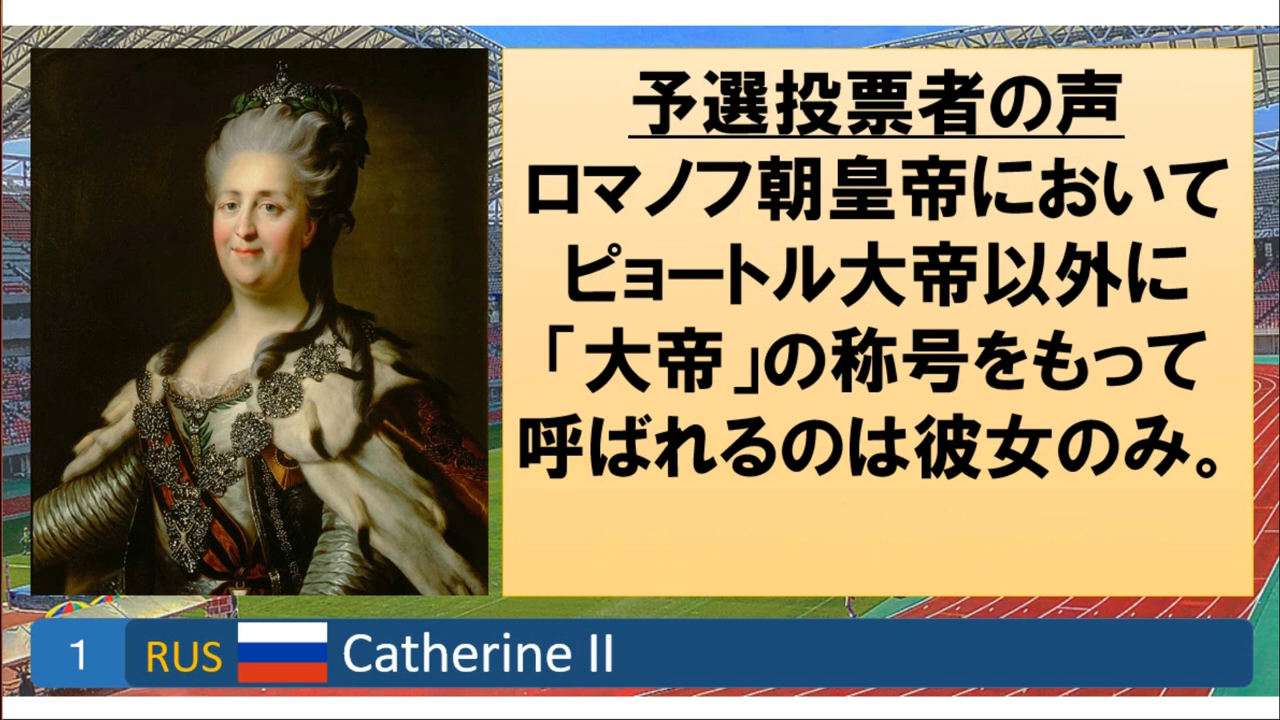 予選投票者の声
ロマノフ朝皇帝において
ピョートル大帝以外に
「大帝」の称号をもって
呼ばれるのは彼女のみ。
1 RUS Catherine II